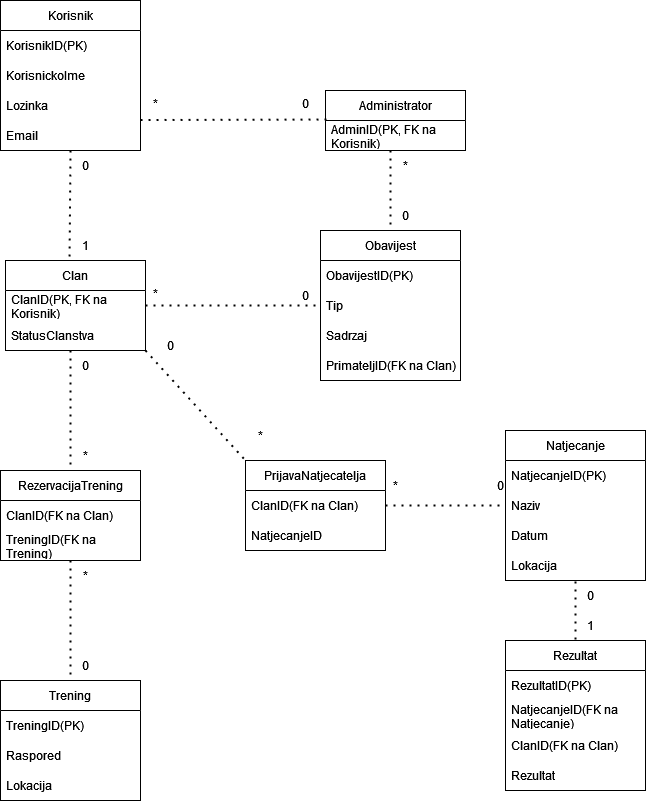 Korisnik
KorisnikID(PK)
KorisnickoIme
Lozinka
Email
*
0
Administrator
AdminID(PK, FK na
Korisnik)
0
1
*
0
Clan
ClanID(PK, FK na
Korisnik)
StatusClanstva
*
0
Obavijest
ObavijestID(PK)
Tip
Sadrzaj
PrimateljID(FK na Clan)
0
*
0
*
RezervacijaTrening
ClanID(FK na Clan)
TreningID(FK na
Trening)
PrijavaNatjecatelja
ClanID(FK na Clan)
NatjecanjeID
*
0
Natjecanje
NatjecanjeID(PK)
Naziv
Datum
Lokacija
*
0
0
1
Trening
TreningID(PK)
Raspored
Lokacija
Rezultat
RezultatID(PK)
NatjecanjeID(FK na
Natjecanje)
ClanID(FK na Clan)
Rezultat